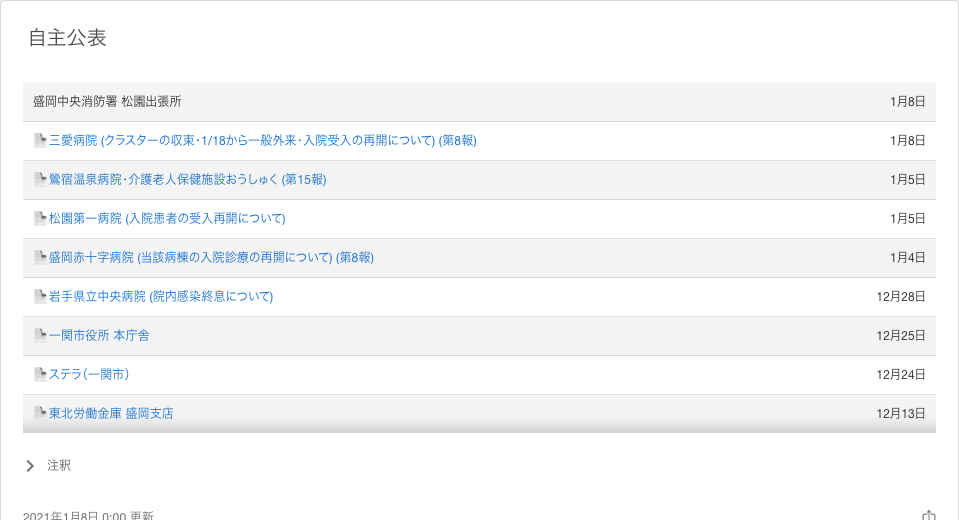 自主公表
盛岡中央消防署 松園出張所 1月8日
三愛病院 (クラスターの収束・1/18から一般外来・入院受入の再開について) (第8報) 1月8日
鶯宿温泉病院・介護老人保健施設おうしゅく (第15報) 1月5日
松園第一病院 (入院患者の受入再開について) 1月5日
盛岡赤十字病院 (当該病棟の入院診療の再開について) (第8報) 1月4日
岩手県立中央病院 (院内感染終息について) 12月28日
一関市役所 本庁舎 12月25日
ステラ（一関市） 12月24日
東北労働金庫 盛岡支店 12月13日
注釈
2021年1月8日 0:00 更新